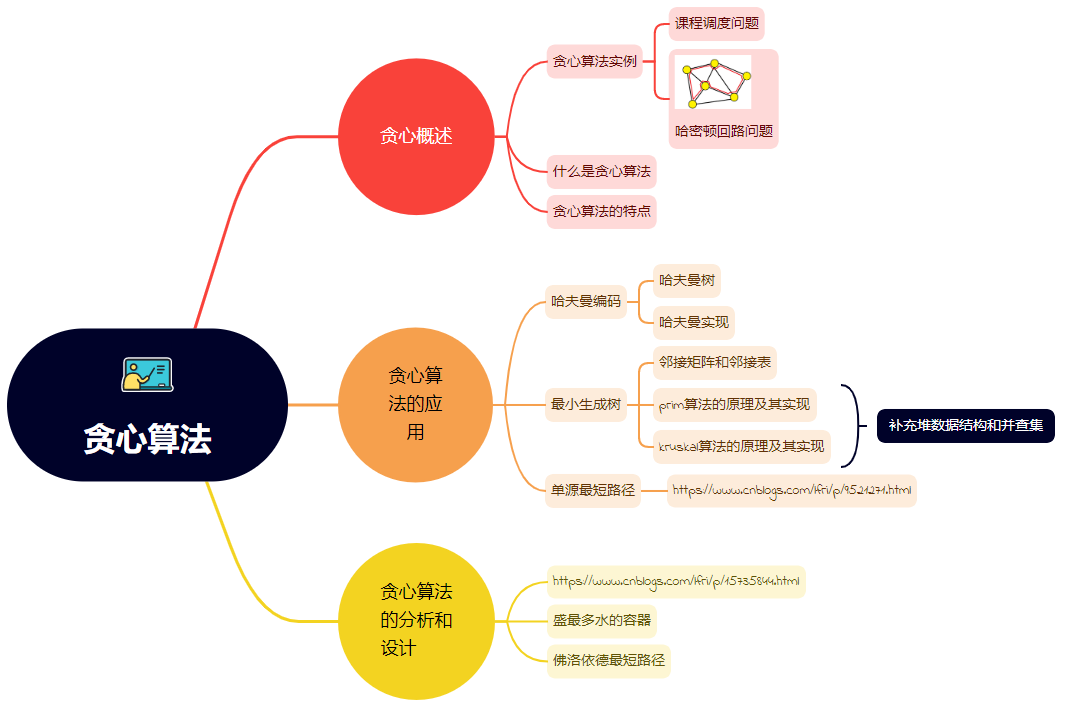 课程调度问题
贪心算法实例
哈密顿回路问题
贪心概述
什么是贪心算法
贪心算法的特点
哈夫曼树
哈夫曼编码
哈夫曼实现
邻接矩阵和邻接表
贪心算
法的应
用
最小生成树
prim算法的原理及其实现
补充堆数据结构和并查集
贪心算法
kruskal算法的原理及其实现
单源最短路径
https://www.cnblogs.com/lfri/p/9521271.html
https://www.cnblogs.com/lfri/p/15735844.html
贪心算法
的分析和
设计
盛最多水的容器
佛洛依德最短路径